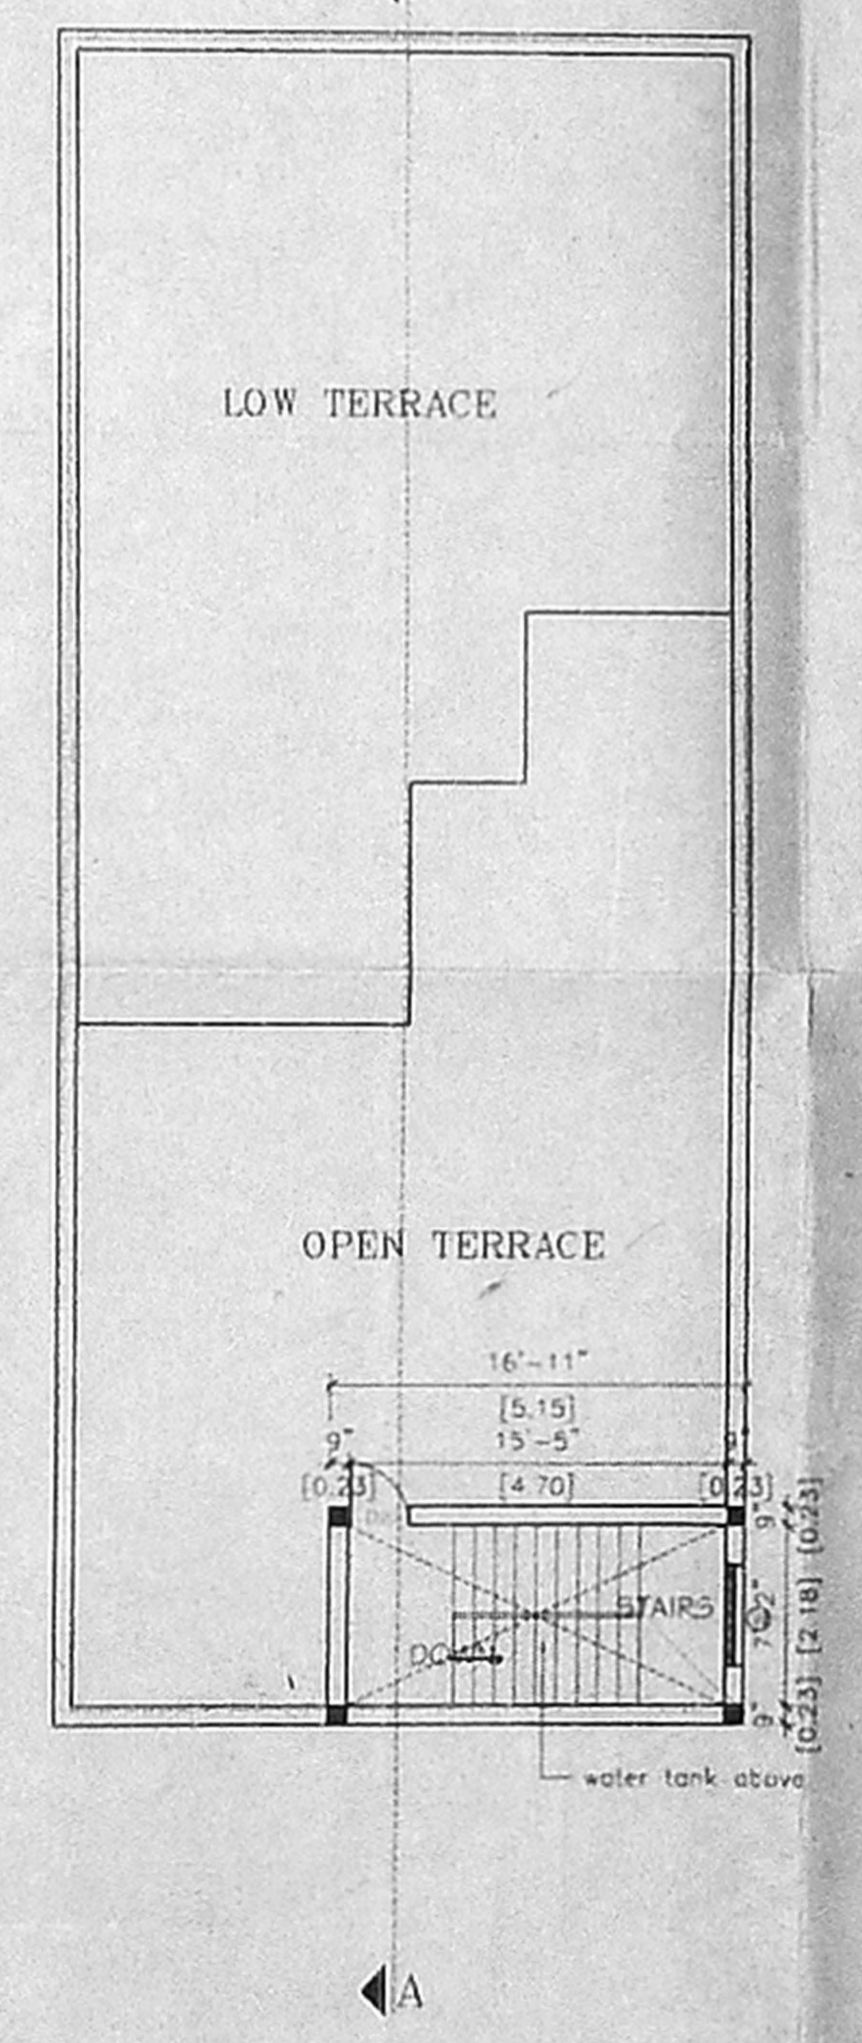 LOW TERRACE
OPEN TERRACE
16'-11"
[5.15]
9" 15'-5" 9"
[0.23] [4.70] [0.23]
STAIRS
9" 7'-2" 9"
[0.23] [2.18] [0.23]
water tank above
A